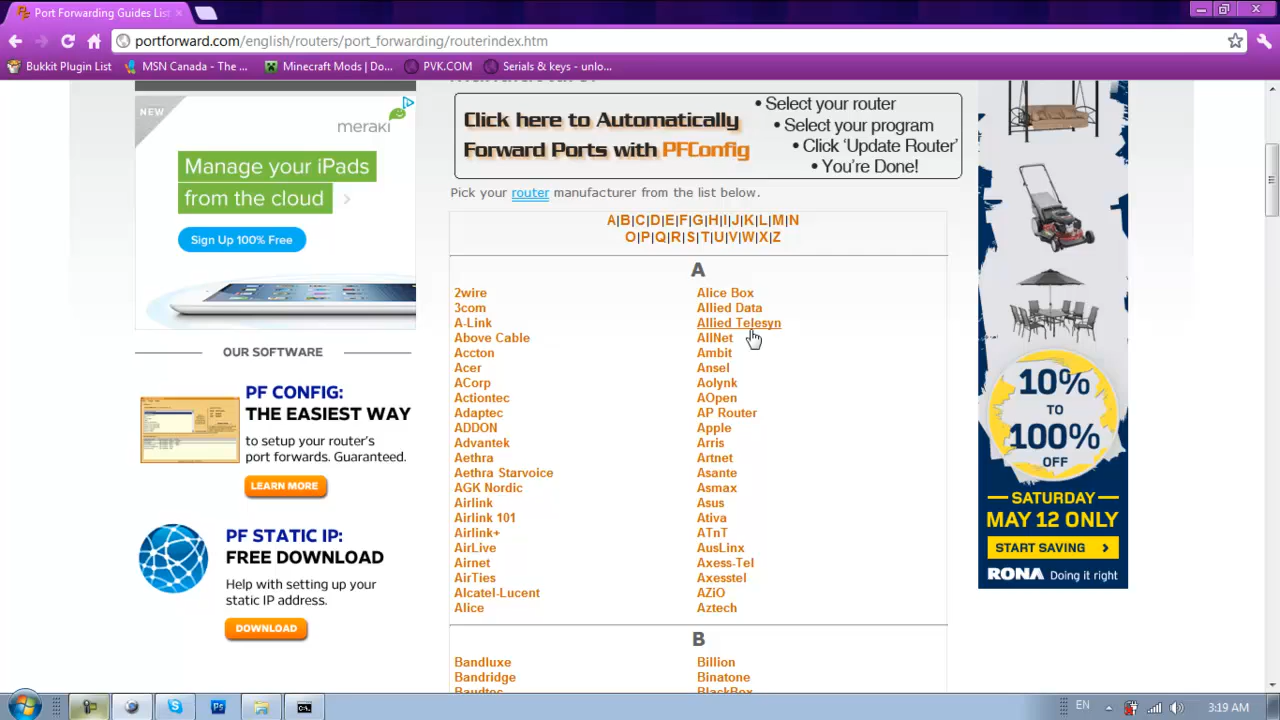 Port Forwarding Guides List
portforward.com/english/routers/port_forwarding/routerindex.htm
Bukkit Plugin List
MSN Canada - The ...
Minecraft Mods | Do...
PVK.COM
Serials & keys - unlo...
NEW
meraki
Manage your iPads
from the cloud
Sign Up 100% Free
OUR SOFTWARE
PF CONFIG:
THE EASIEST WAY
to setup your router's
port forwards. Guaranteed.
LEARN MORE
PF STATIC IP:
FREE DOWNLOAD
Help with setting up your
static IP address.
DOWNLOAD
Click here to Automatically
Forward Ports with PFConfig
• Select your router
• Select your program
• Click 'Update Router'
• You're Done!
Pick your router manufacturer from the list below.
A|B|C|D|E|F|G|H|I|J|K|L|M|N
O|P|Q|R|S|T|U|V|W|X|Z
A
2wire
3com
A-Link
Above Cable
Accton
Acer
ACorp
Actiontec
Adaptec
ADDON
Advantek
Aethra
Aethra Starvoice
AGK Nordic
Airlink
Airlink 101
Airlink+
AirLive
Airnet
AirTies
Alcatel-Lucent
Alice
Alice Box
Allied Data
Allied Telesyn
AllNet
Ambit
Ansel
Aolynk
AOpen
AP Router
Apple
Arris
Artnet
Asante
Asmax
Asus
Ativa
ATnT
AusLinx
Axess-Tel
Axesstel
AZiO
Aztech
B
Bandluxe
Bandridge
Baudtec
Billion
Binatone
BlackBox
10%
TO
100%
OFF
SATURDAY
MAY 12 ONLY
START SAVING
RONA Doing it right
EN
3:19 AM